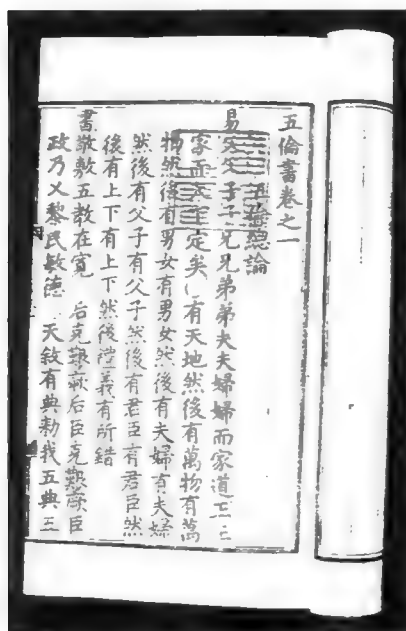 五倫書卷之一
五倫總論
易父父子子兄兄弟弟夫夫婦婦而家道正正
家而天下定矣 有天地然後有萬物有萬
物然後有男女有男女然後有夫婦有夫婦
然後有父子有父子然後有君臣有君臣然
後有上下有上下然後禮義有所錯
書敬敷五教在寬 后克艱厥后臣克艱厥臣
政乃乂黎民敏德 天敘有典勑我五典五